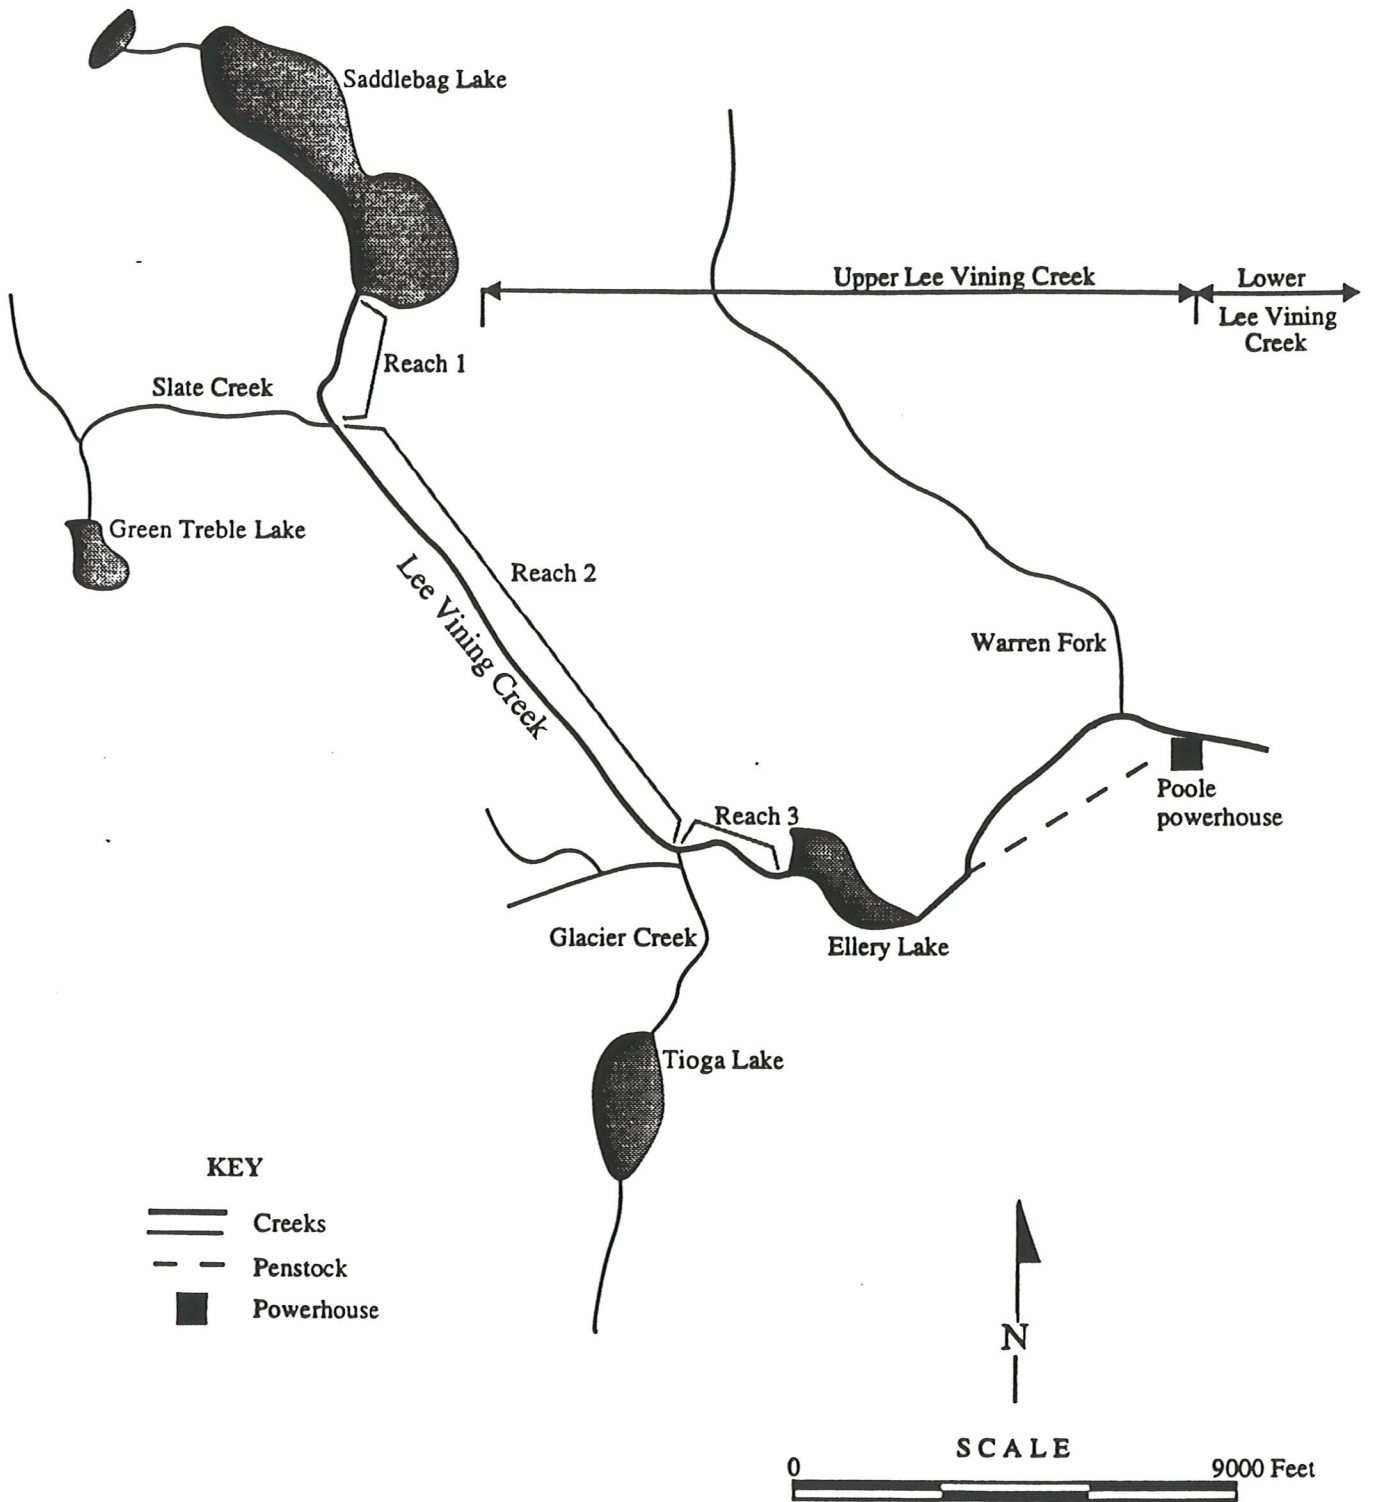 Saddlebag Lake
Upper Lee Vining Creek
Lower
Lee Vining
Creek
Reach 1
Slate Creek
Green Treble Lake
Reach 2
Lee Vining Creek
Warren Fork
Poole
powerhouse
Reach 3
Glacier Creek
Ellery Lake
Tioga Lake
KEY
Creeks
Penstock
Powerhouse
N
SCALE
0 9000 Feet